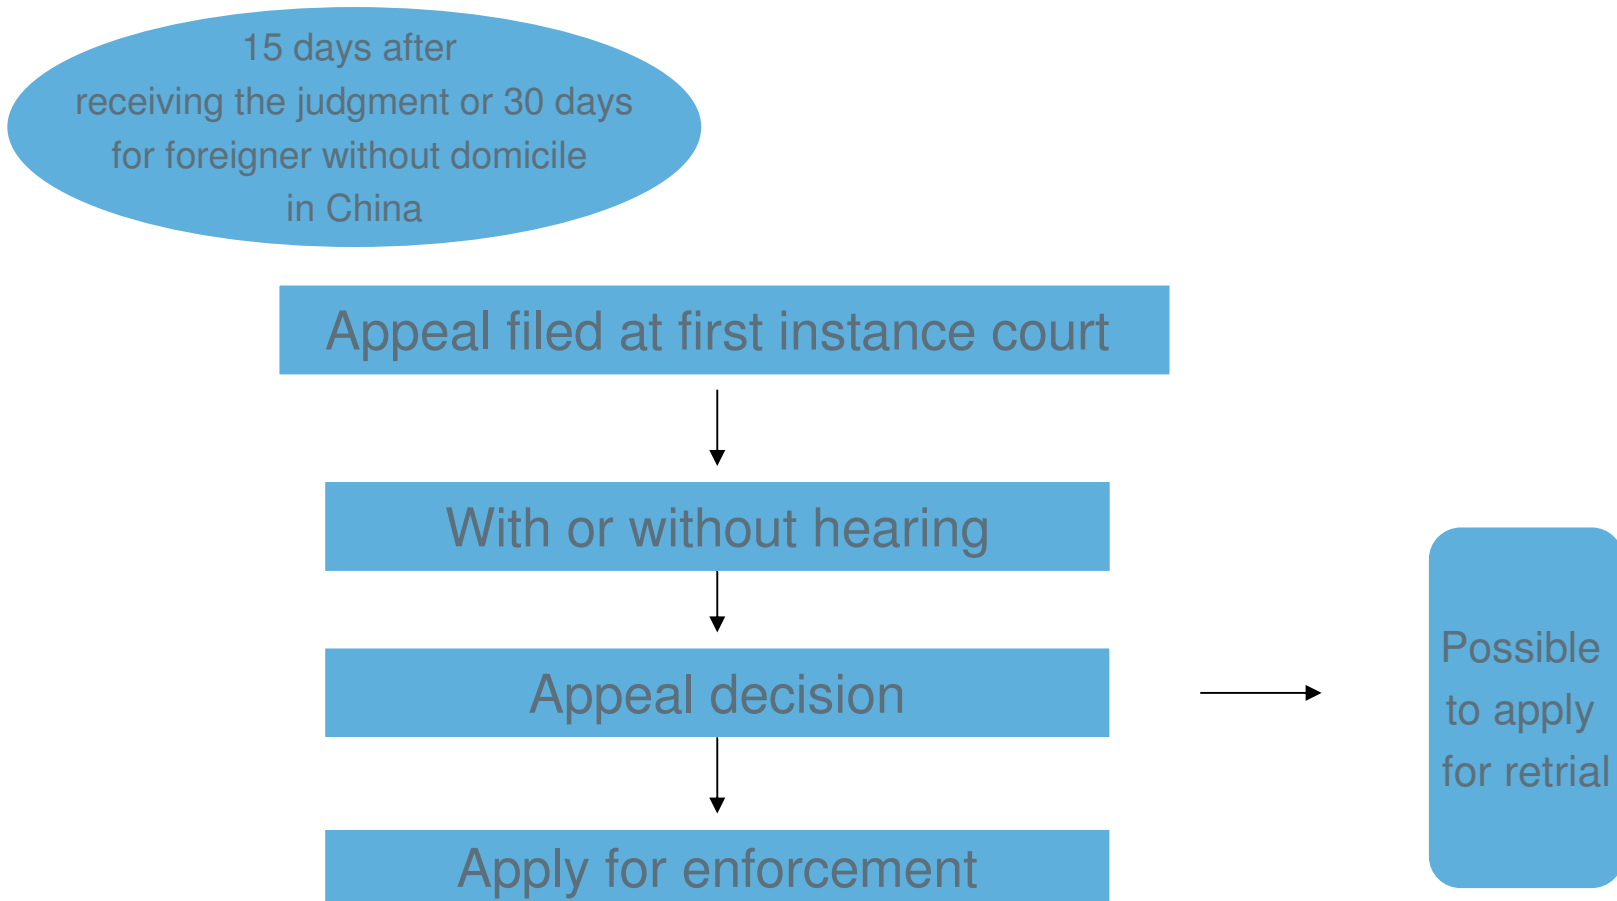 15 days after
receiving the judgment or 30 days
for foreigner without domicile
in China
Appeal filed at first instance court
With or without hearing
Appeal decision
Possible
to apply
for retrial
Apply for enforcement